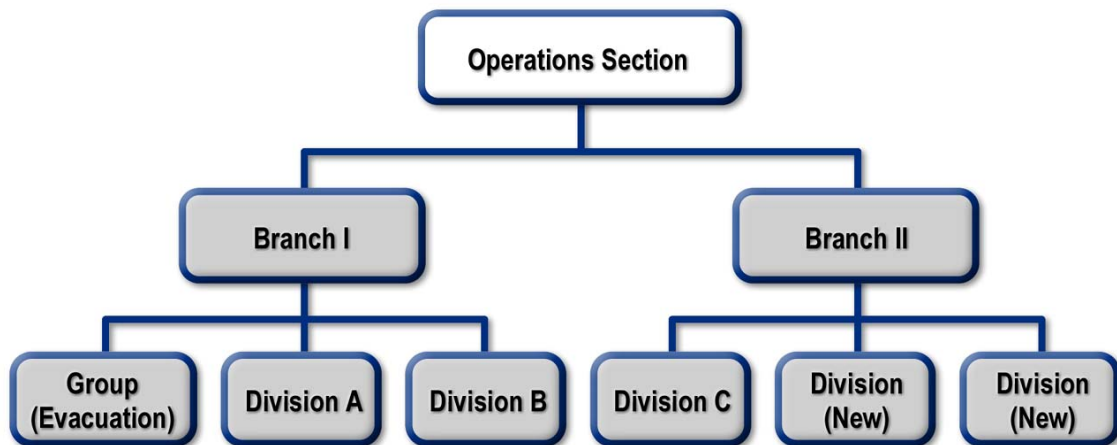 Operations Section
Branch I
Branch II
Group
(Evacuation)
Division A
Division B
Division C
Division
(New)
Division
(New)